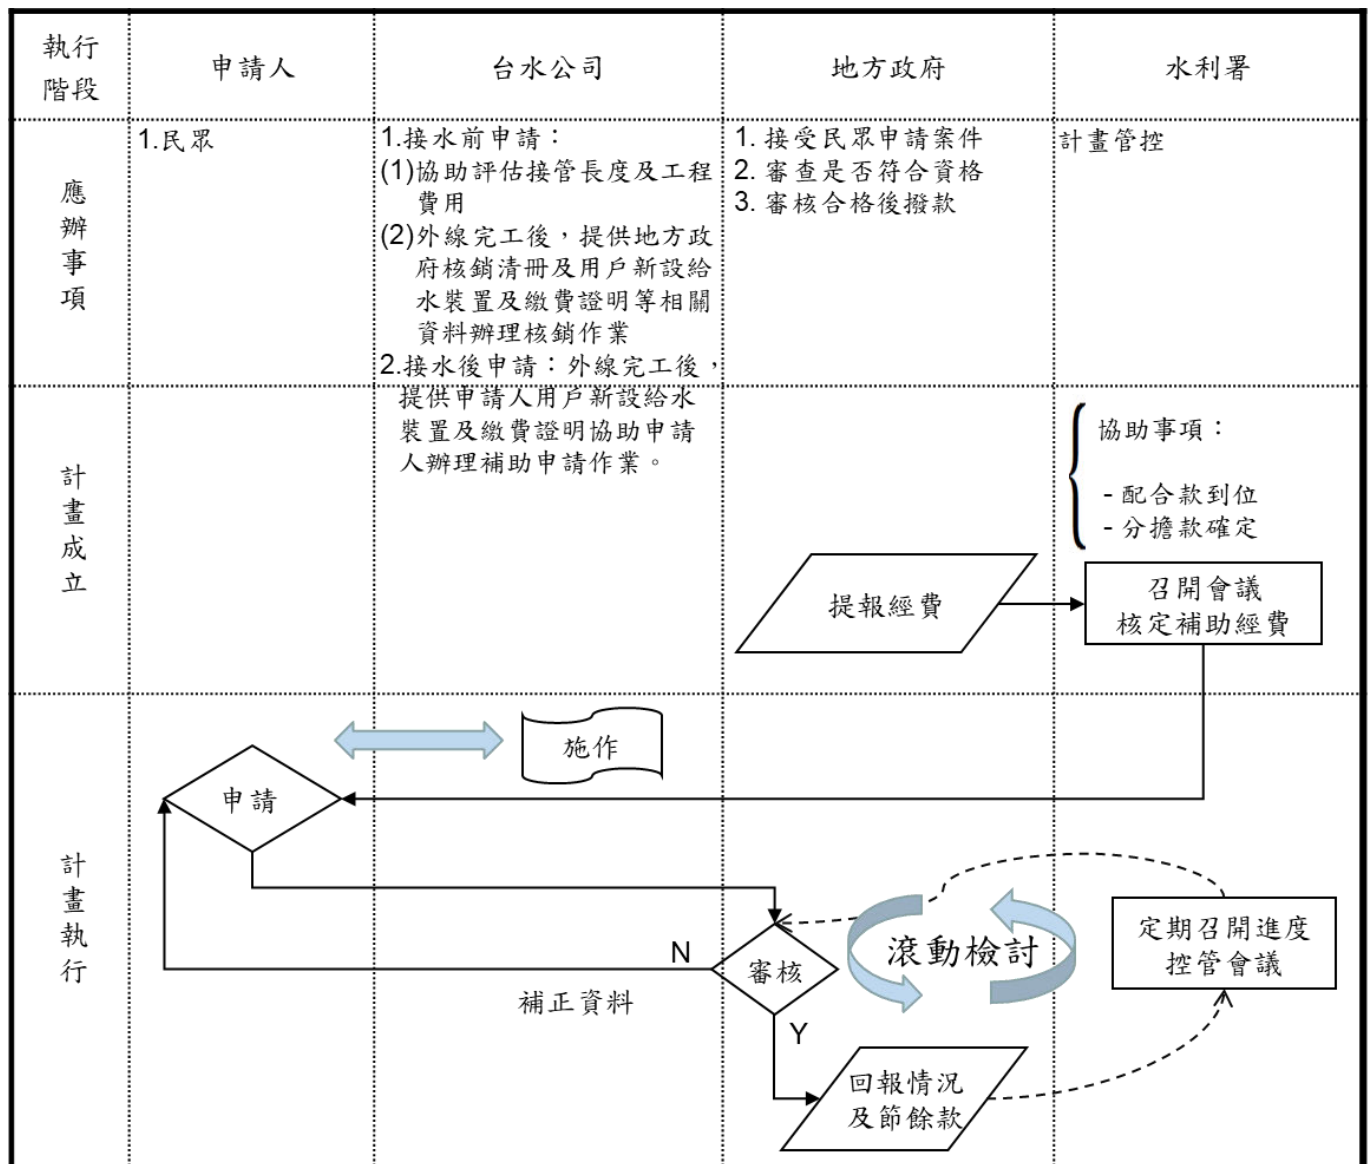 執行
階段
申請人
台水公司
地方政府
水利署
應
辦
事
項
1.民眾
1.接水前申請：
(1)協助評估接管長度及工程
費用
(2)外線完工後，提供地方政
府核銷清冊及用戶新設給
水裝置及繳費證明等相關
資料辦理核銷作業
2.接水後申請：外線完工後，
提供申請人用戶新設給水
裝置及繳費證明協助申請
人辦理補助申請作業。
1. 接受民眾申請案件
2. 審查是否符合資格
3. 審核合格後撥款
計畫管控
計
畫
成
立
協助事項：
- 配合款到位
- 分擔款確定
提報經費
召開會議
核定補助經費
計
畫
執
行
施作
申請
N
審核
補正資料
Y
滾動檢討
定期召開進度
控管會議
回報情況
及節餘款